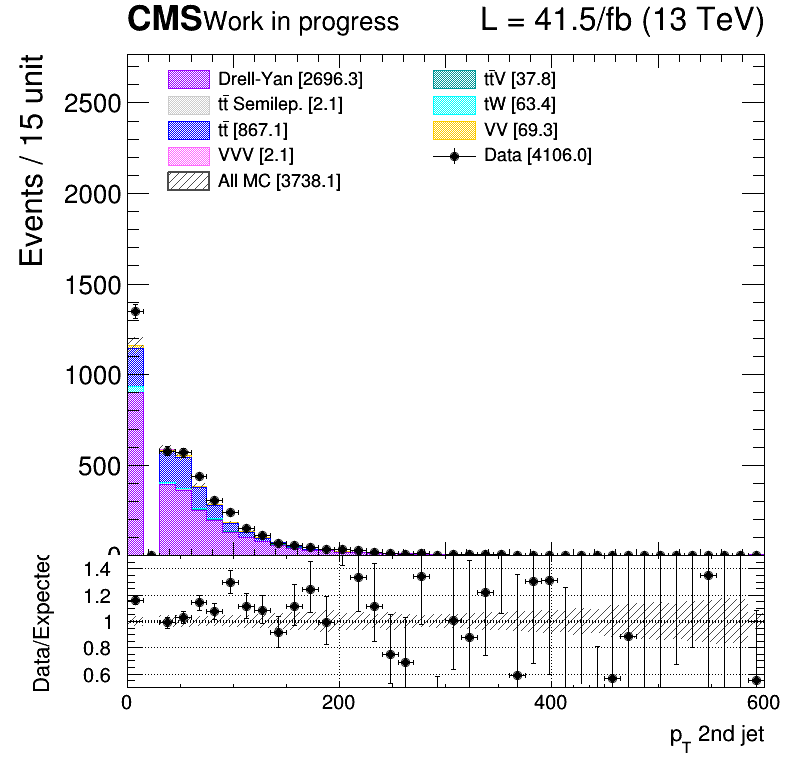 CMS Work in progress L = 41.5/fb (13 TeV)
Events / 15 unit
2500
2000
1500
1000
500
0
Drell-Yan [2696.3]
tt̄ Semilep. [2.1]
tt̄ [867.1]
VVV [2.1]
All MC [3738.1]
tt̄V [37.8]
tW [63.4]
VV [69.3]
Data [4106.0]
Data/Expected
1.4
1.2
1
0.8
0.6
0 200 400 600
p_T 2nd jet